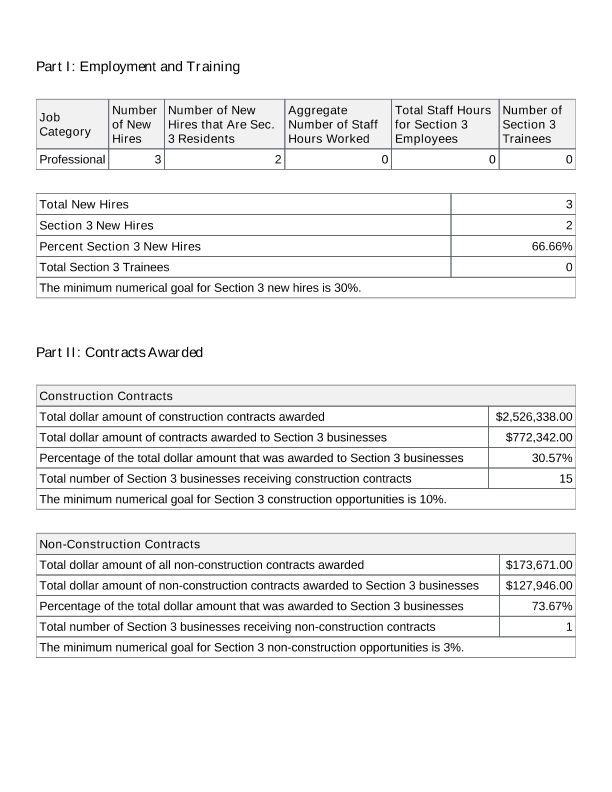 Part I: Employment and Training
Job Category Number of New Hires Number of New Hires that Are Sec. 3 Residents Aggregate Number of Staff Hours Worked Total Staff Hours for Section 3 Employees Number of Section 3 Trainees
Professional 3 2 0 0 0
Total New Hires 3
Section 3 New Hires 2
Percent Section 3 New Hires 66.66%
Total Section 3 Trainees 0
The minimum numerical goal for Section 3 new hires is 30%.
Part II: Contracts Awarded
Construction Contracts
Total dollar amount of construction contracts awarded $2,526,338.00
Total dollar amount of contracts awarded to Section 3 businesses $772,342.00
Percentage of the total dollar amount that was awarded to Section 3 businesses 30.57%
Total number of Section 3 businesses receiving construction contracts 15
The minimum numerical goal for Section 3 construction opportunities is 10%.
Non-Construction Contracts
Total dollar amount of all non-construction contracts awarded $173,671.00
Total dollar amount of non-construction contracts awarded to Section 3 businesses $127,946.00
Percentage of the total dollar amount that was awarded to Section 3 businesses 73.67%
Total number of Section 3 businesses receiving non-construction contracts 1
The minimum numerical goal for Section 3 non-construction opportunities is 3%.